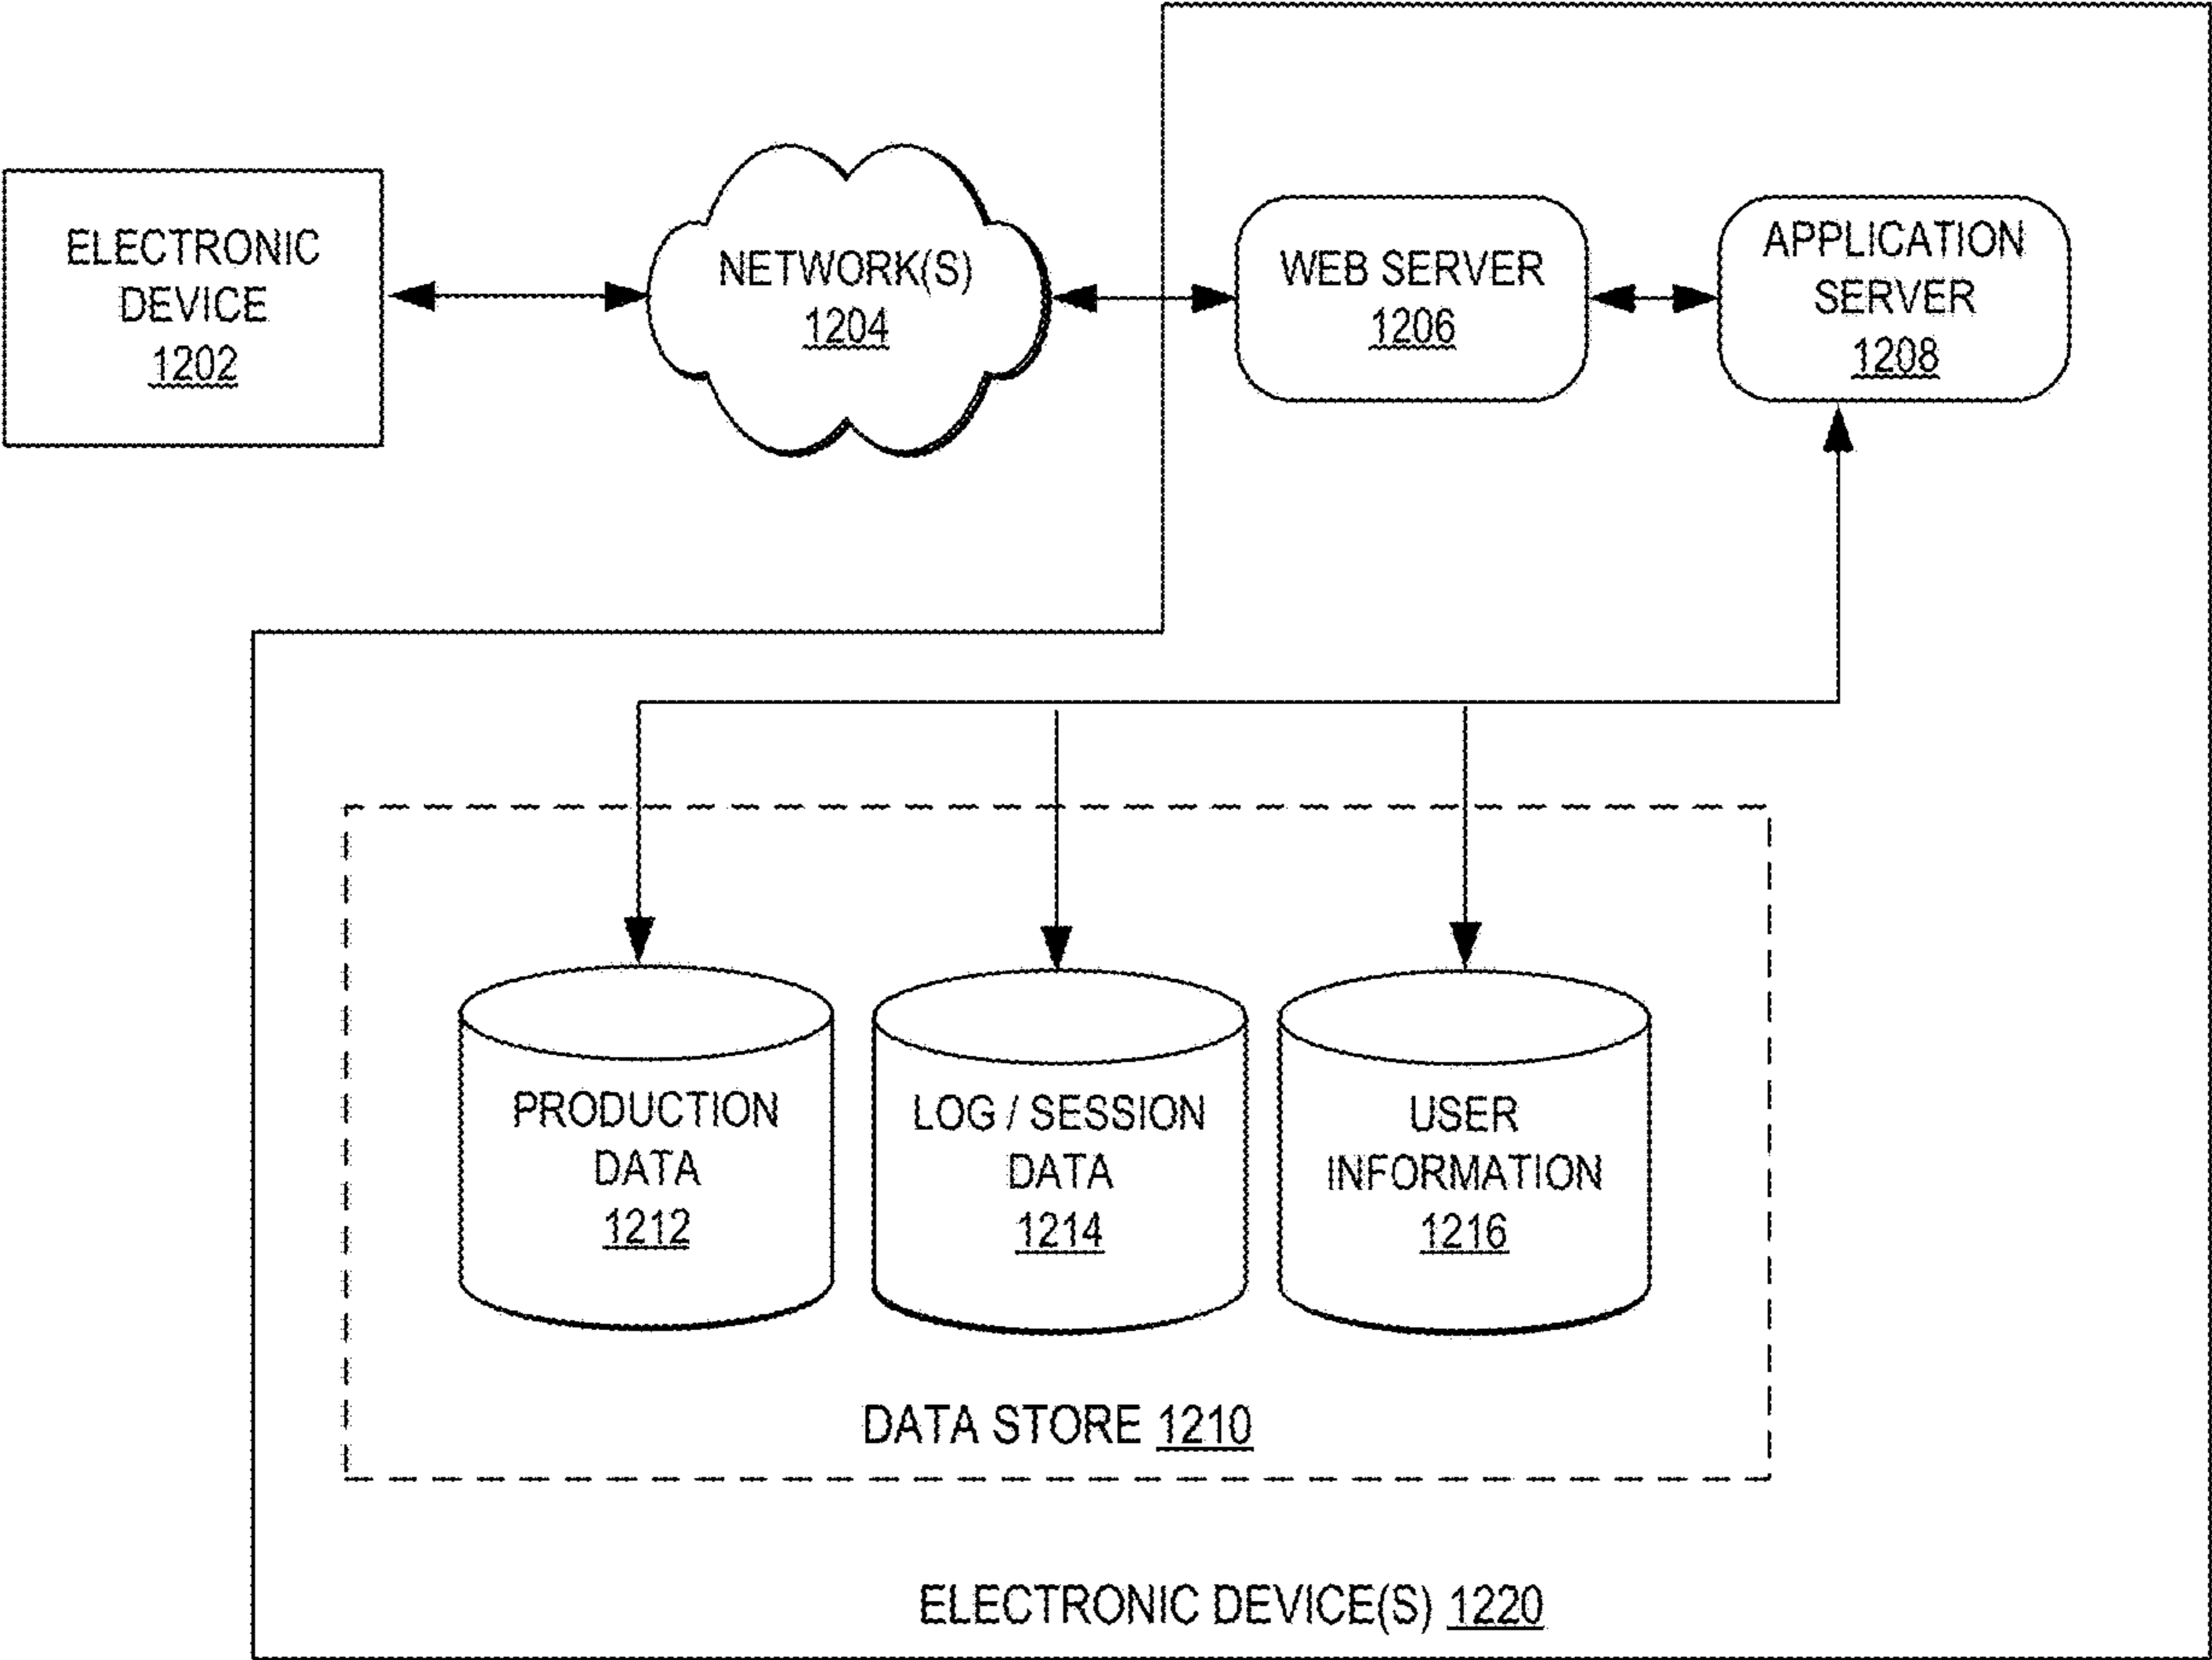 ELECTRONIC
DEVICE
1202
NETWORK(S)
1204
WEB SERVER
1206
APPLICATION
SERVER
1208
PRODUCTION
DATA
1212
LOG / SESSION
DATA
1214
USER
INFORMATION
1216
DATA STORE 1210
ELECTRONIC DEVICE(S) 1220